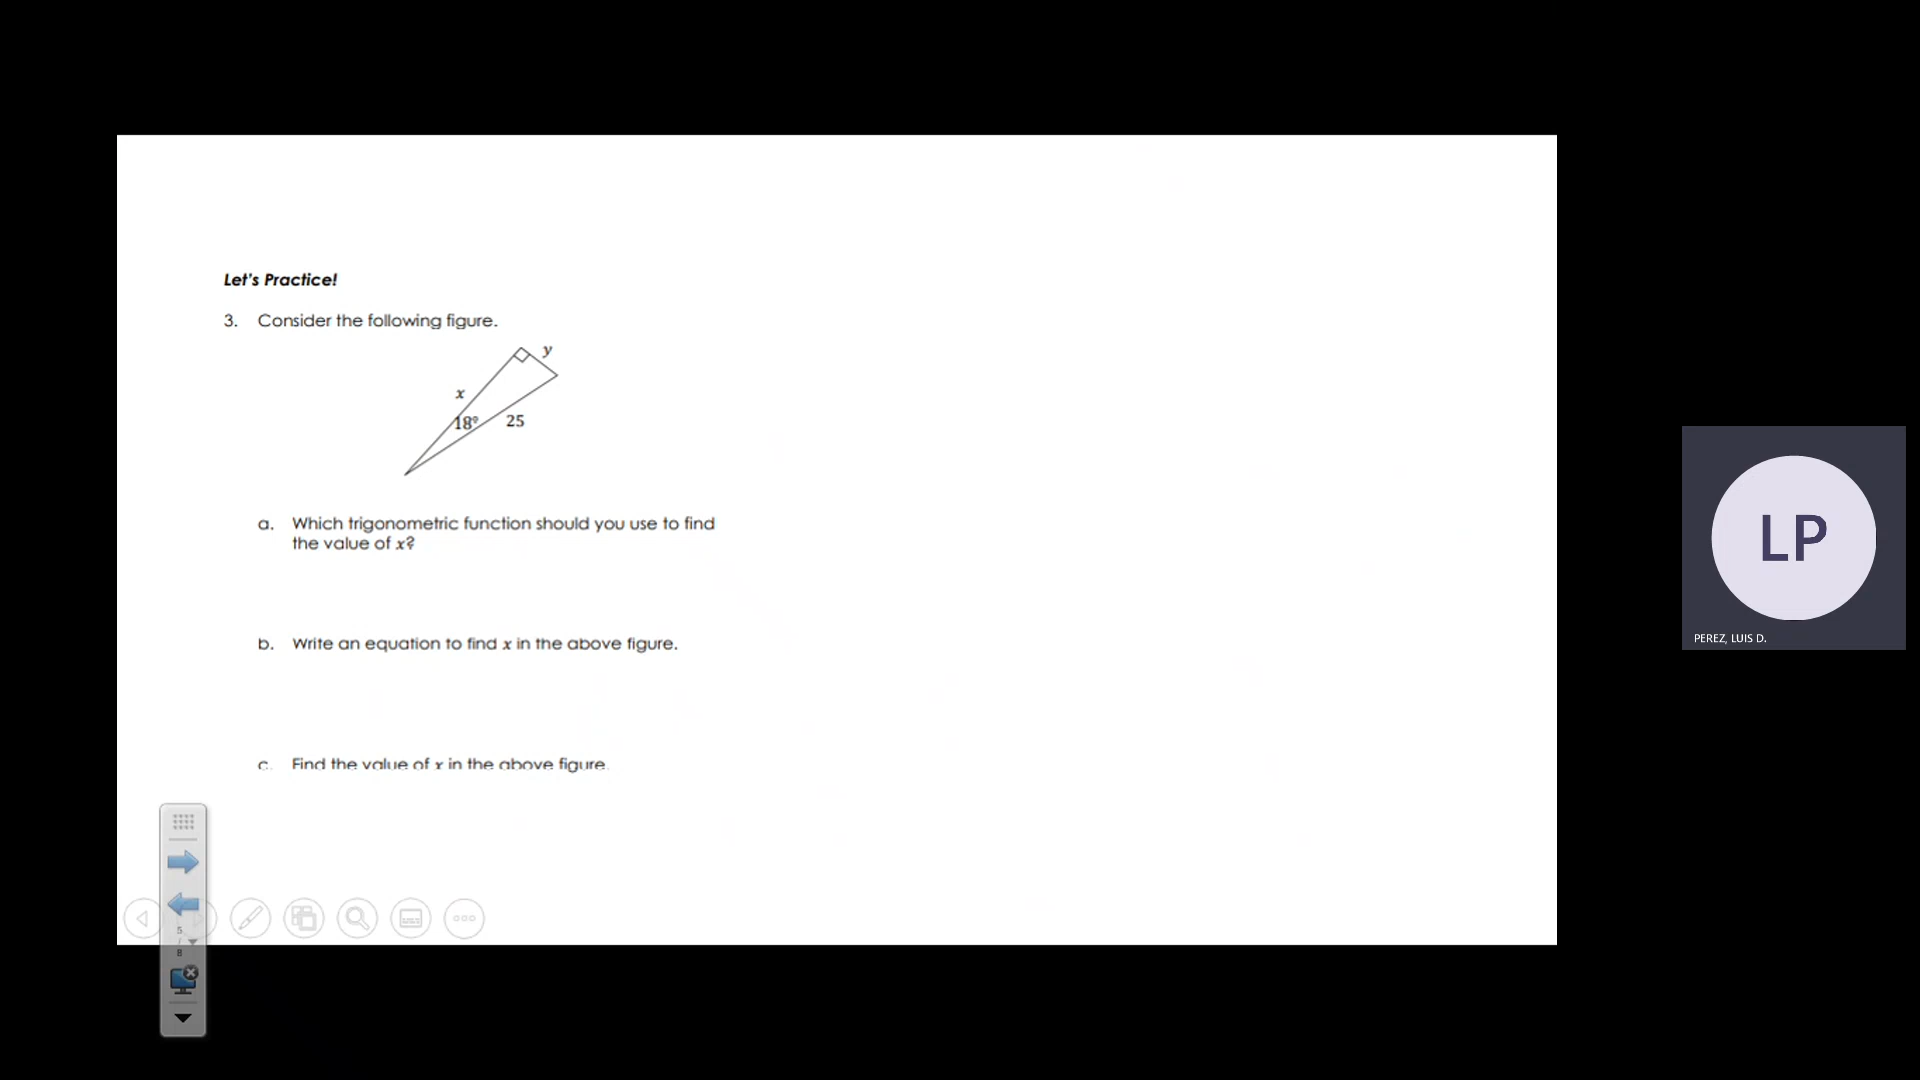 Let's Practice!
3. Consider the following figure.
y
x
18°
25
a. Which trigonometric function should you use to find
the value of x?
b. Write an equation to find x in the above figure.
c. Find the value of x in the above figure.
LP
PEREZ, LUIS D.
5
/
8